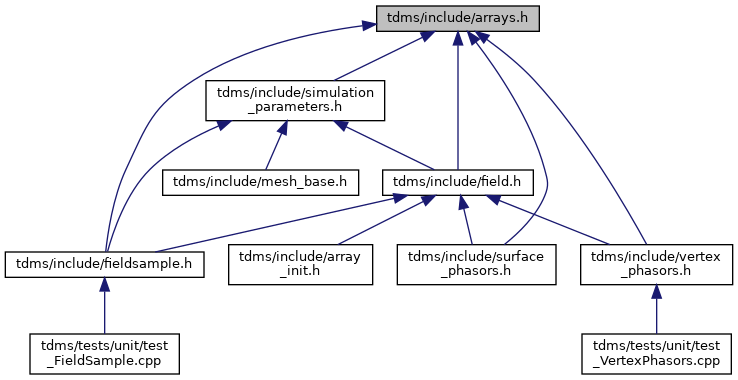 tdms/include/arrays.h
tdms/include/simulation
_parameters.h
tdms/include/mesh_base.h
tdms/include/field.h
tdms/include/fieldsample.h
tdms/include/array
_init.h
tdms/include/surface
_phasors.h
tdms/include/vertex
_phasors.h
tdms/tests/unit/test
_FieldSample.cpp
tdms/tests/unit/test
_VertexPhasors.cpp